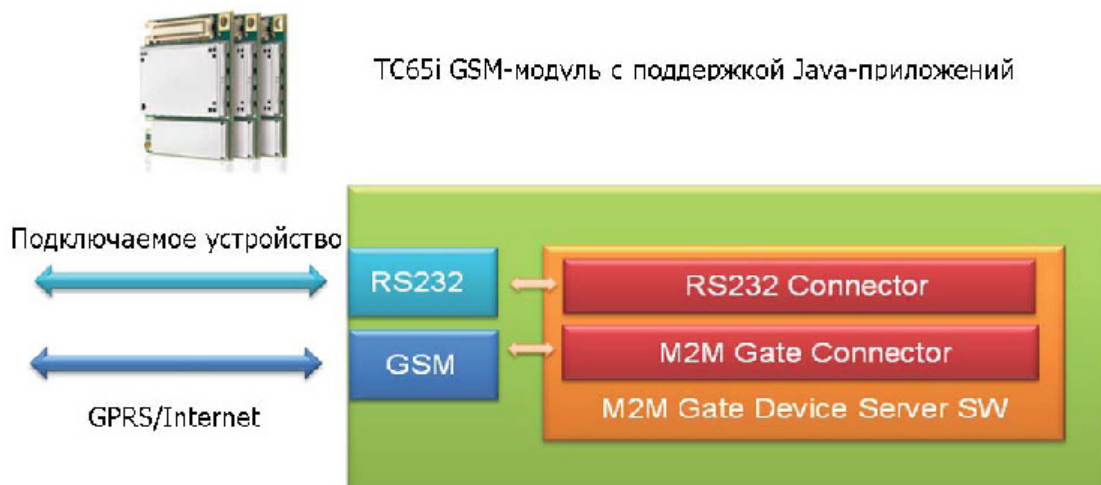 TC65i GSM-модуль с поддержкой Java-приложений
Подключаемое устройство
RS232
RS232 Connector
GSM
M2M Gate Connector
GPRS/Internet
M2M Gate Device Server SW